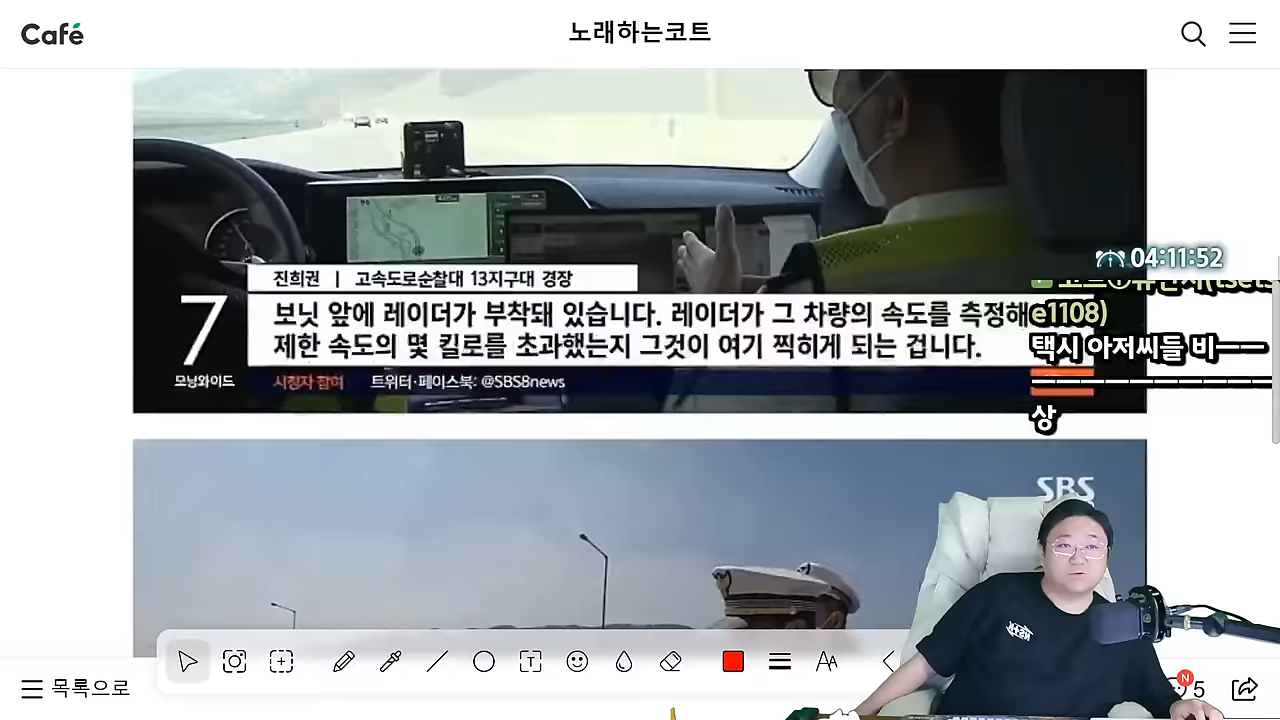 Café
노래하는코트
진희권 | 고속도로순찰대 13지구대 경장
7
모닝와이드
보닛 앞에 레이더가 부착돼 있습니다. 레이더가 그 차량의 속도를 측정해
제한 속도의 몇 킬로를 초과했는지 그것이 여기 찍히게 되는 겁니다.
시청자 참여 트위터·페이스북: @SBS8news
04:11:52
e1108)
택시 아저씨들 비ㅡㅡ
ㅡㅡㅡㅡㅡㅡㅡㅡㅡㅡ
상
SBS
T
목록으로
N
5